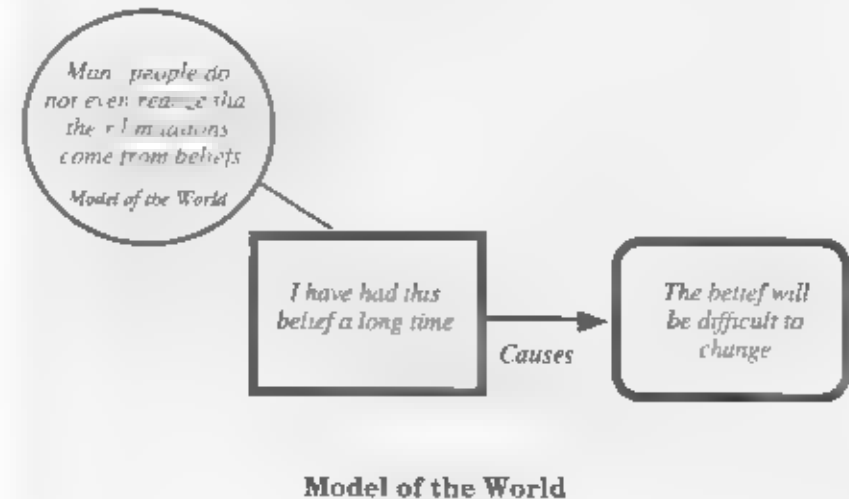 people do
not even
the
come from beliefs
Model of the World
I have had this
belief a long time
Causes
The belief will
be difficult to
change
Model of the World